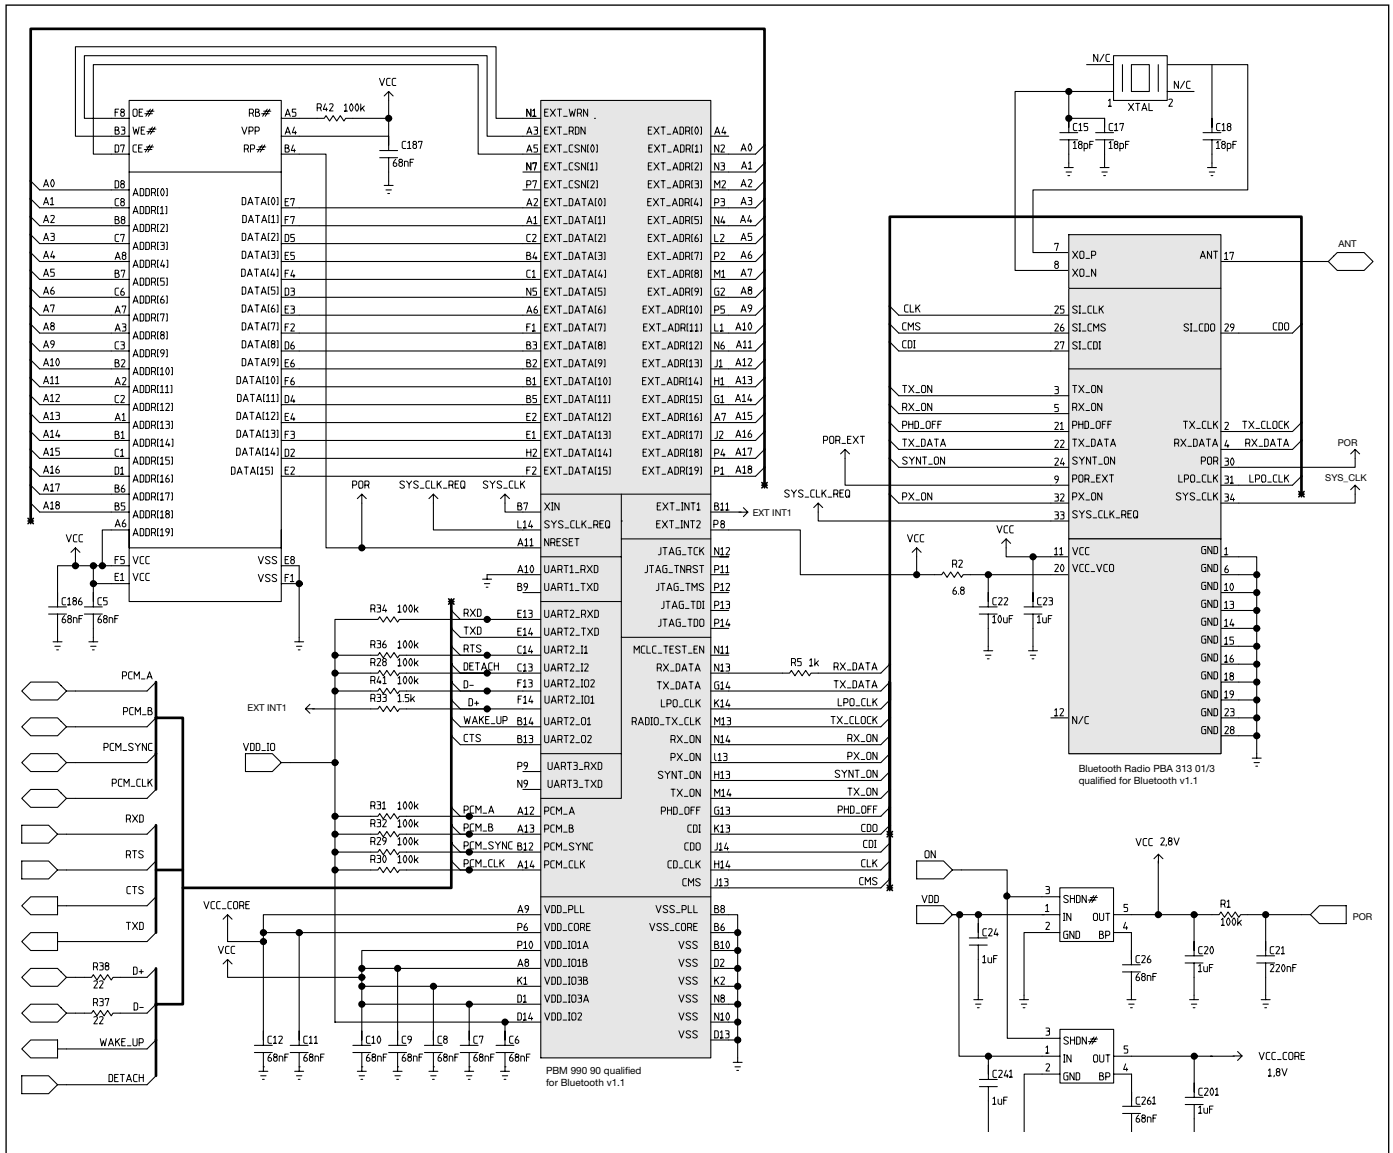 VCC
R42 100k
C187
68nF
F8 OE#
B3 WE#
D7 CE#
RB# A5
VPP A4
RP# B4
A0 D8 ADDR[0]
A1 C8 ADDR[1]
A2 B8 ADDR[2]
A3 C7 ADDR[3]
A4 A8 ADDR[4]
A5 B7 ADDR[5]
A6 C6 ADDR[6]
A7 A7 ADDR[7]
A8 A3 ADDR[8]
A9 C3 ADDR[9]
A10 B2 ADDR[10]
A11 A2 ADDR[11]
A12 C2 ADDR[12]
A13 A1 ADDR[13]
A14 B1 ADDR[14]
A15 C1 ADDR[15]
A16 D1 ADDR[16]
A17 B6 ADDR[17]
A18 B5 ADDR[18]
A6 ADDR[19]
DATA[0] E7
DATA[1] F7
DATA[2] D5
DATA[3] E5
DATA[4] F4
DATA[5] D3
DATA[6] E3
DATA[7] F2
DATA[8] D6
DATA[9] E6
DATA[10] F6
DATA[11] D4
DATA[12] E4
DATA[13] F3
DATA[14] D2
DATA[15] E2
VCC
F5 VCC
E1 VCC
VSS E8
VSS F1
C186
68nF
C5
68nF
N1 EXT_WRN
A3 EXT_RDN
A5 EXT_CSN[0]
N7 EXT_CSN[1]
P7 EXT_CSN[2]
A2 EXT_DATA[0]
A1 EXT_DATA[1]
C2 EXT_DATA[2]
B4 EXT_DATA[3]
C1 EXT_DATA[4]
N5 EXT_DATA[5]
A6 EXT_DATA[6]
F1 EXT_DATA[7]
B3 EXT_DATA[8]
B2 EXT_DATA[9]
B1 EXT_DATA[10]
B5 EXT_DATA[11]
E2 EXT_DATA[12]
E1 EXT_DATA[13]
H2 EXT_DATA[14]
F2 EXT_DATA[15]
EXT_ADR[0] A4
EXT_ADR[1] N2 A0
EXT_ADR[2] N3 A1
EXT_ADR[3] M2 A2
EXT_ADR[4] P3 A3
EXT_ADR[5] N4 A4
EXT_ADR[6] L2 A5
EXT_ADR[7] P2 A6
EXT_ADR[8] M1 A7
EXT_ADR[9] G2 A8
EXT_ADR[10] P5 A9
EXT_ADR[11] L1 A10
EXT_ADR[12] N6 A11
EXT_ADR[13] J1 A12
EXT_ADR[14] H1 A13
EXT_ADR[15] G1 A14
EXT_ADR[16] A7 A15
EXT_ADR[17] J2 A16
EXT_ADR[18] P4 A17
EXT_ADR[19] P1 A18
POR
SYS_CLK_REQ
SYS_CLK
B7 XIN
L14 SYS_CLK_REQ
A11 NRESET
EXT_INT1 B11 EXT INT1
EXT_INT2 P8
A10 UART1_RXD
B9 UART1_TXD
JTAG_TCK N12
JTAG_TNRST P11
JTAG_TMS P12
JTAG_TDI P13
JTAG_TDO P14
R34 100k RXD E13 UART2_RXD
TXD E14 UART2_TXD
R36 100k RTS C14 UART2_I1
R28 100k DETACH C13 UART2_I2
R41 100k D- F13 UART2_IO2
EXT INT1 R33 1.5k D+ F14 UART2_IO1
WAKE_UP B14 UART2_O1
CTS B13 UART2_O2
P9 UART3_RXD
N9 UART3_TXD
VDD_IO
R31 100k PCM_A A12 PCM_A
R32 100k PCM_B A13 PCM_B
R29 100k PCM_SYNC B12 PCM_SYNC
R30 100k PCM_CLK A14 PCM_CLK
MCLC_TEST_EN N11
RX_DATA N13 R5 1k RX_DATA
TX_DATA G14 TX_DATA
LPO_CLK K14 LPO_CLK
RADIO_TX_CLK M13 TX_CLOCK
RX_ON N14 RX_ON
PX_ON l13 PX_ON
SYNT_ON H13 SYNT_ON
TX_ON M14 TX_ON
PHD_OFF G13 PHD_OFF
CDI K13 CDO
CDO J14 CDI
CD_CLK H14 CLK
CMS J13 CMS
VCC_CORE
VCC
A9 VDD_PLL
P6 VDD_CORE
P10 VDD_IO1A
A8 VDD_IO1B
K1 VDD_IO3B
D1 VDD_IO3A
D14 VDD_IO2
VSS_PLL B8
VSS_CORE B6
VSS B10
VSS D2
VSS K2
VSS N8
VSS N10
VSS D13
C12 68nF
C11 68nF
C10 68nF
C9 68nF
C8 68nF
C7 68nF
C6 68nF
PBM 990 90 qualified
for Bluetooth v1.1
PCM_A
PCM_B
PCM_SYNC
PCM_CLK
RXD
RTS
CTS
TXD
R38 22 D+
R37 22 D-
WAKE_UP
DETACH
N/C
N/C
1 XTAL 2
C15 18pF
C17 18pF
C18 18pF
7 XO_P
8 XO_N
ANT 17
ANT
CLK 25 SI_CLK
CMS 26 SI_CMS
CDI 27 SI_CDI
SI_CDO 29 CDO
TX_ON 3 TX_ON
RX_ON 5 RX_ON
PHD_OFF 21 PHD_OFF
TX_DATA 22 TX_DATA
SYNT_ON 24 SYNT_ON
POR_EXT 9 POR_EXT
PX_ON 32 PX_ON
SYS_CLK_REQ 33 SYS_CLK_REQ
TX_CLK 2 TX_CLOCK
RX_DATA 4 RX_DATA
POR 30 POR
LPO_CLK 31 LPO_CLK
SYS_CLK 34 SYS_CLK
VCC
VCC
R2
6.8
C22
10uF
C23
1uF
11 VCC
20 VCC_VCO
12 N/C
GND 1
GND 6
GND 10
GND 13
GND 14
GND 15
GND 16
GND 18
GND 19
GND 23
GND 28
Bluetooth Radio PBA 313 01/3
qualified for Bluetooth v1.1
VCC 2,8V
ON
VDD
3 SHDN#
1 IN OUT 5
2 GND BP 4
C24
1uF
C26
68nF
C20
1uF
R1
100k
C21
220nF
POR
3 SHDN#
1 IN OUT 5
2 GND BP 4
C241
1uF
C261
68nF
C201
1uF
VCC_CORE
1,8V